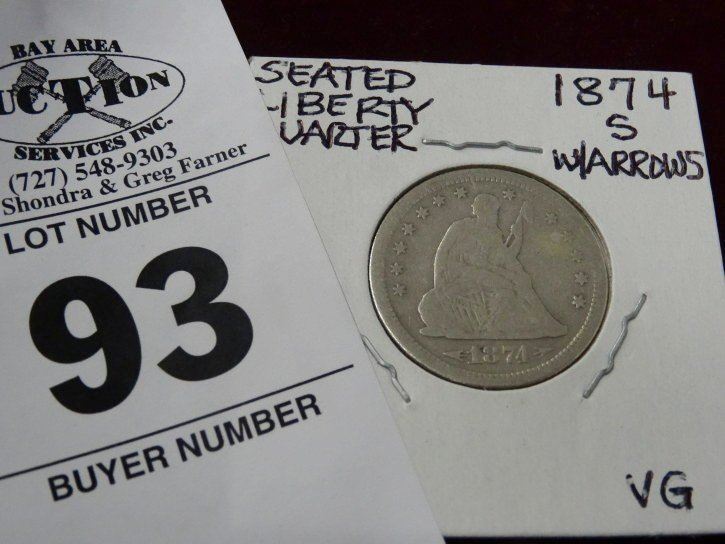 BAY AREA
SERVICES INC.
(727) 548-9303
Shondra & Greg Farner
LOT NUMBER
93
BUYER NUMBER
SEATED
LIBERTY
UARTER
1874
S
W/ARROWS
1874
VG